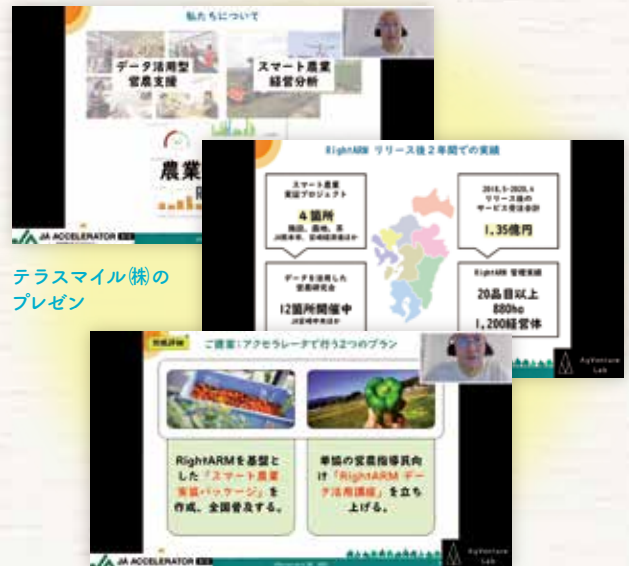 私たちについて
データ活用型
営農支援
スマート農業
経営分析
農業
JA ACCELERATOR
RightARM リリース後2年間での実績
スマート農業
実証プロジェクト
4箇所
2018.5-2020.4
リリース後の
サービス受注合計
1.35億円
データを活用した
営農研究会
12箇所開催中
RightARM 管理実績
20品目以上
880ha
1,200経営体
AgVenture
Lab
テラスマイル㈱の
プレゼン
ご提案:アクセラレータで行う2つのプラン
RightARMを基盤と
した「スマート農業
実装パッケージ」を
作成、全国普及する。
単協の営農指導員向
け「RightARM デー
タ活用講座」を立ち
上げる。
JA ACCELERATOR
AgVenture
Lab